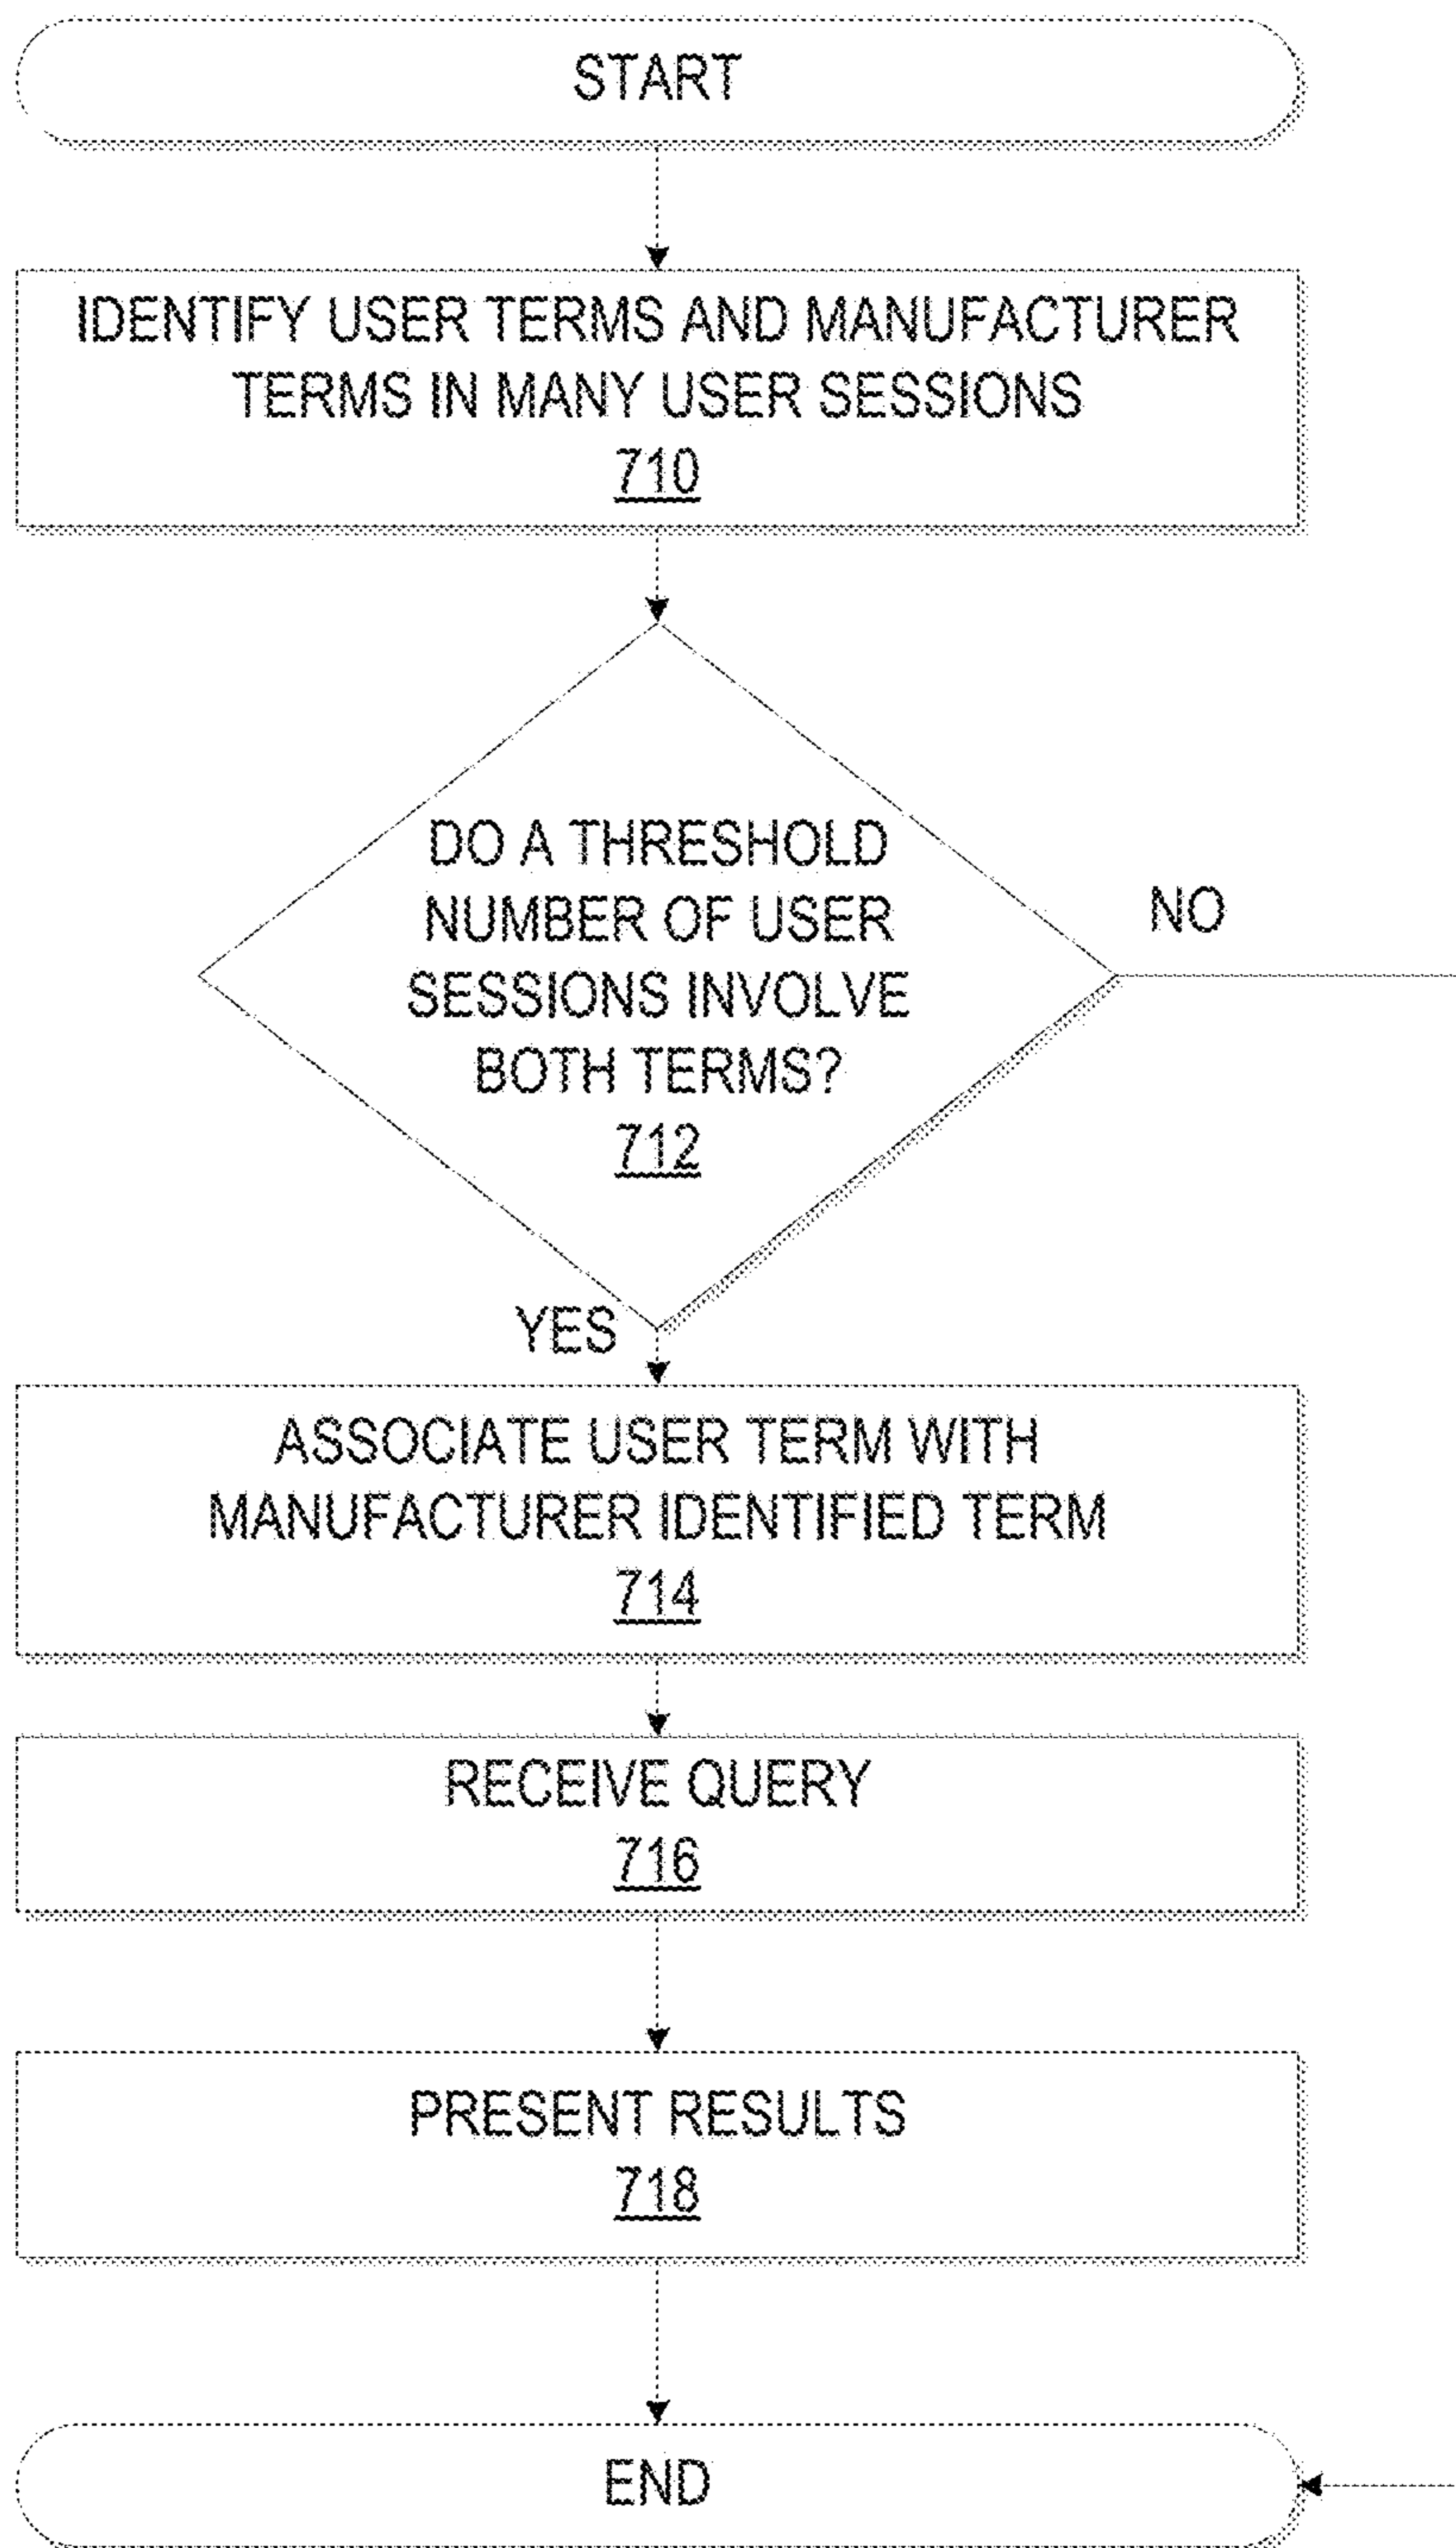 START
IDENTIFY USER TERMS AND MANUFACTURER
TERMS IN MANY USER SESSIONS
710
DO A THRESHOLD
NUMBER OF USER
SESSIONS INVOLVE
BOTH TERMS?
712
NO
YES
ASSOCIATE USER TERM WITH
MANUFACTURER IDENTIFIED TERM
714
RECEIVE QUERY
716
PRESENT RESULTS
718
END